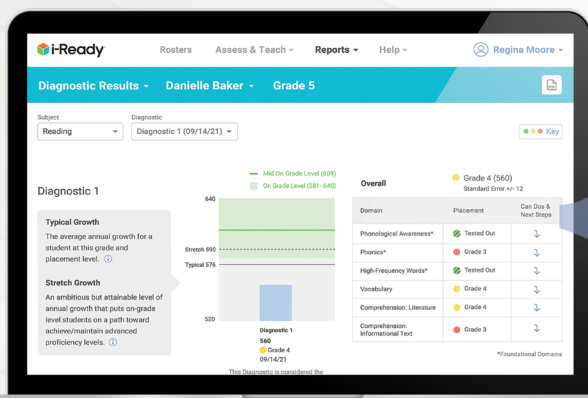 i-Ready
Rosters
Assess & Teach
Reports
Help
Regina Moore
Diagnostic Results
Danielle Baker
Grade 5
Subject
Reading
Diagnostic
Diagnostic 1 (09/14/21)
Key
Diagnostic 1
Typical Growth
The average annual growth for a
student at this grade and
placement level.
Stretch Growth
An ambitious but attainable level of
annual growth that puts on-grade
level students on a path toward
achieve/maintain advanced
proficiency levels.
Mid On Grade Level (609)
On Grade Level (581–640)
640
Stretch 590
Typical 576
520
Diagnostic 1
560
Grade 4
09/14/21
This Diagnostic is considered the
Overall
Grade 4 (560)
Standard Error +/- 12
Domain
Placement
Can Dos &
Next Steps
Phonological Awareness*
Tested Out
Phonics*
Grade 3
High-Frequency Words*
Tested Out
Vocabulary
Grade 4
Comprehension: Literature
Grade 4
Comprehension:
Informational Text
Grade 3
*Foundational Domains